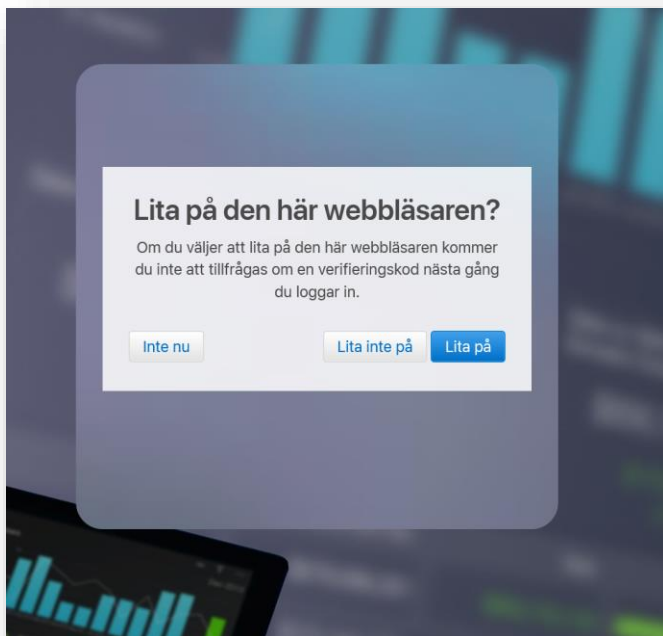 Lita på den här webbläsaren?
Om du väljer att lita på den här webbläsaren kommer
du inte att tillfrågas om en verifieringskod nästa gång
du loggar in.
Inte nu
Lita inte på
Lita på